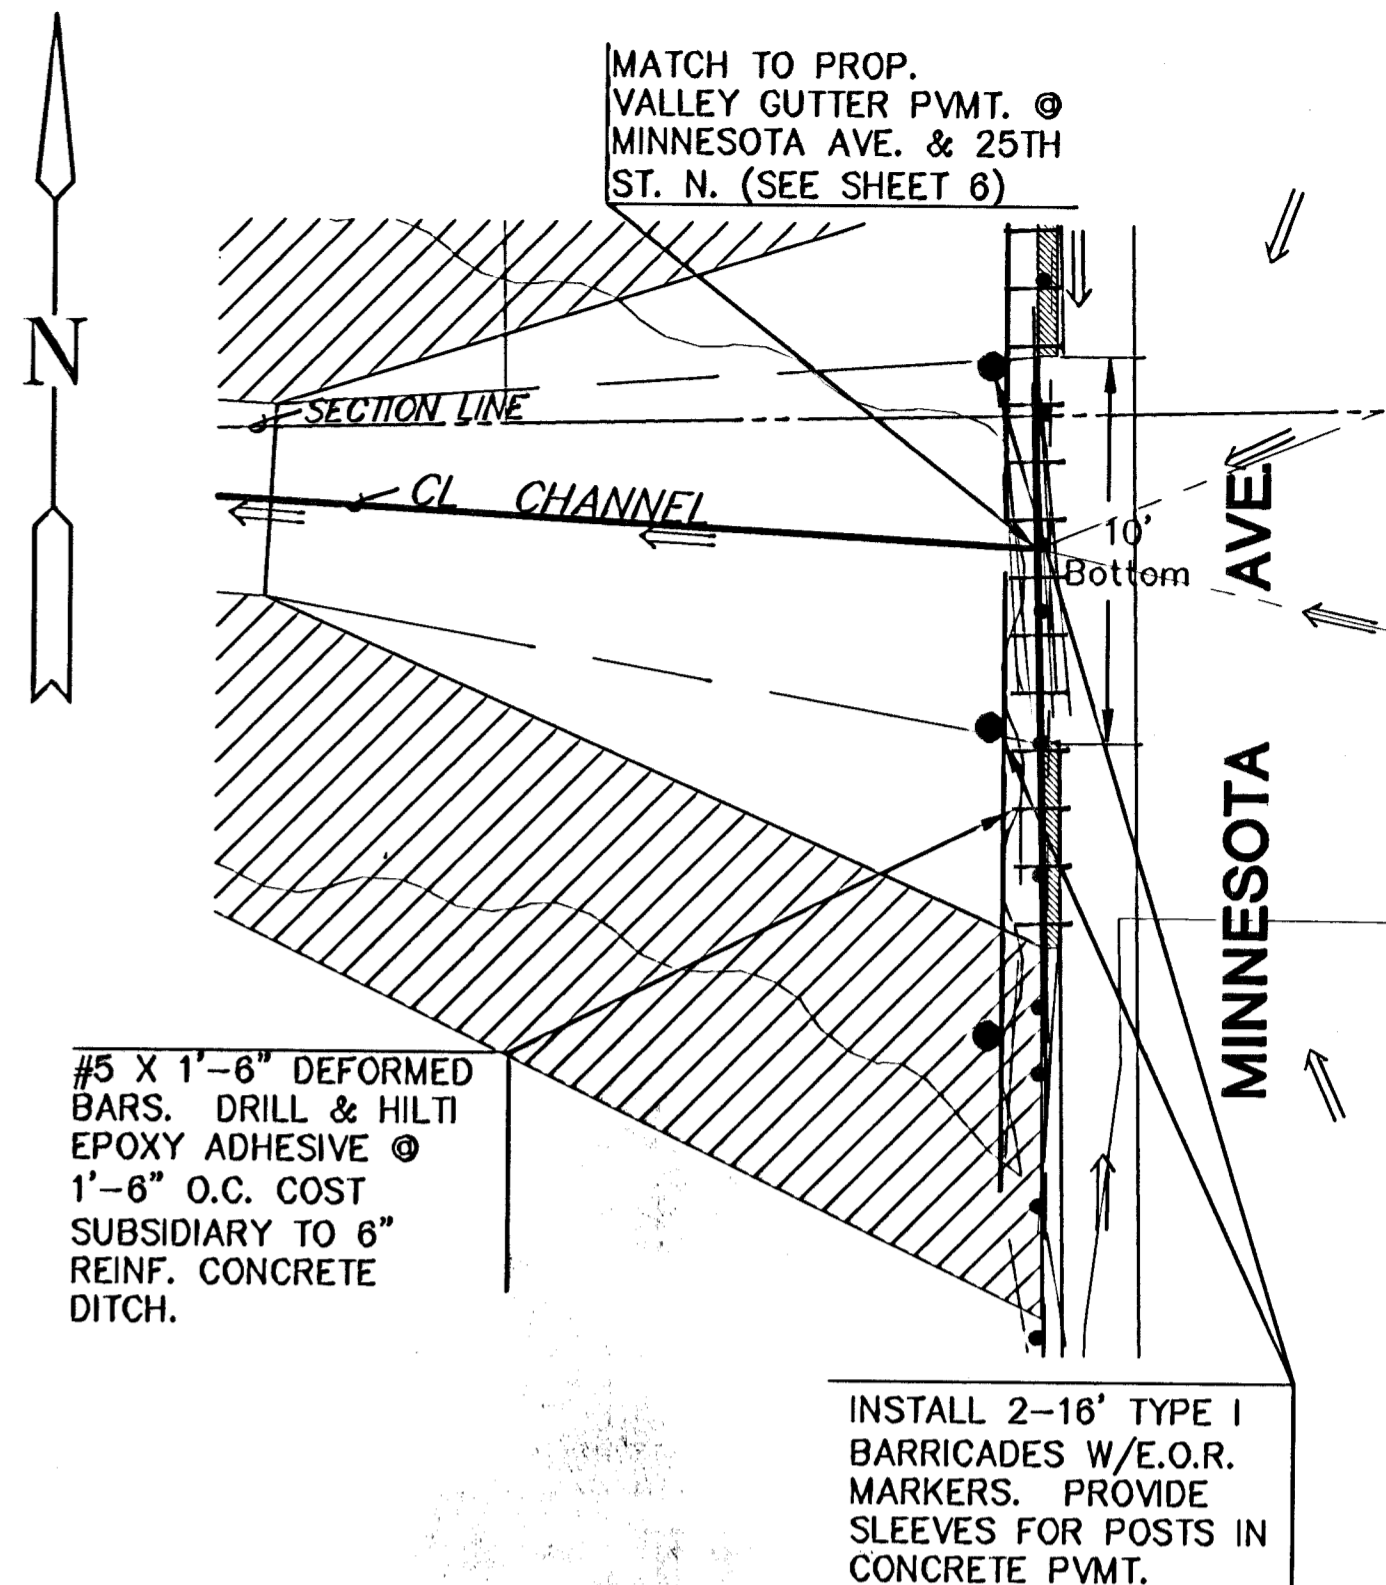 MATCH TO PROP.
VALLEY GUTTER PVMT. @
MINNESOTA AVE. & 25TH
ST. N. (SEE SHEET 6)
N
SECTION LINE
CL CHANNEL
10'
Bottom
MINNESOTA AVE.
#5 X 1'-6" DEFORMED
BARS. DRILL & HILTI
EPOXY ADHESIVE @
1'-6" O.C. COST
SUBSIDIARY TO 6"
REINF. CONCRETE
DITCH.
INSTALL 2-16' TYPE I
BARRICADES W/E.O.R.
MARKERS. PROVIDE
SLEEVES FOR POSTS IN
CONCRETE PVMT.